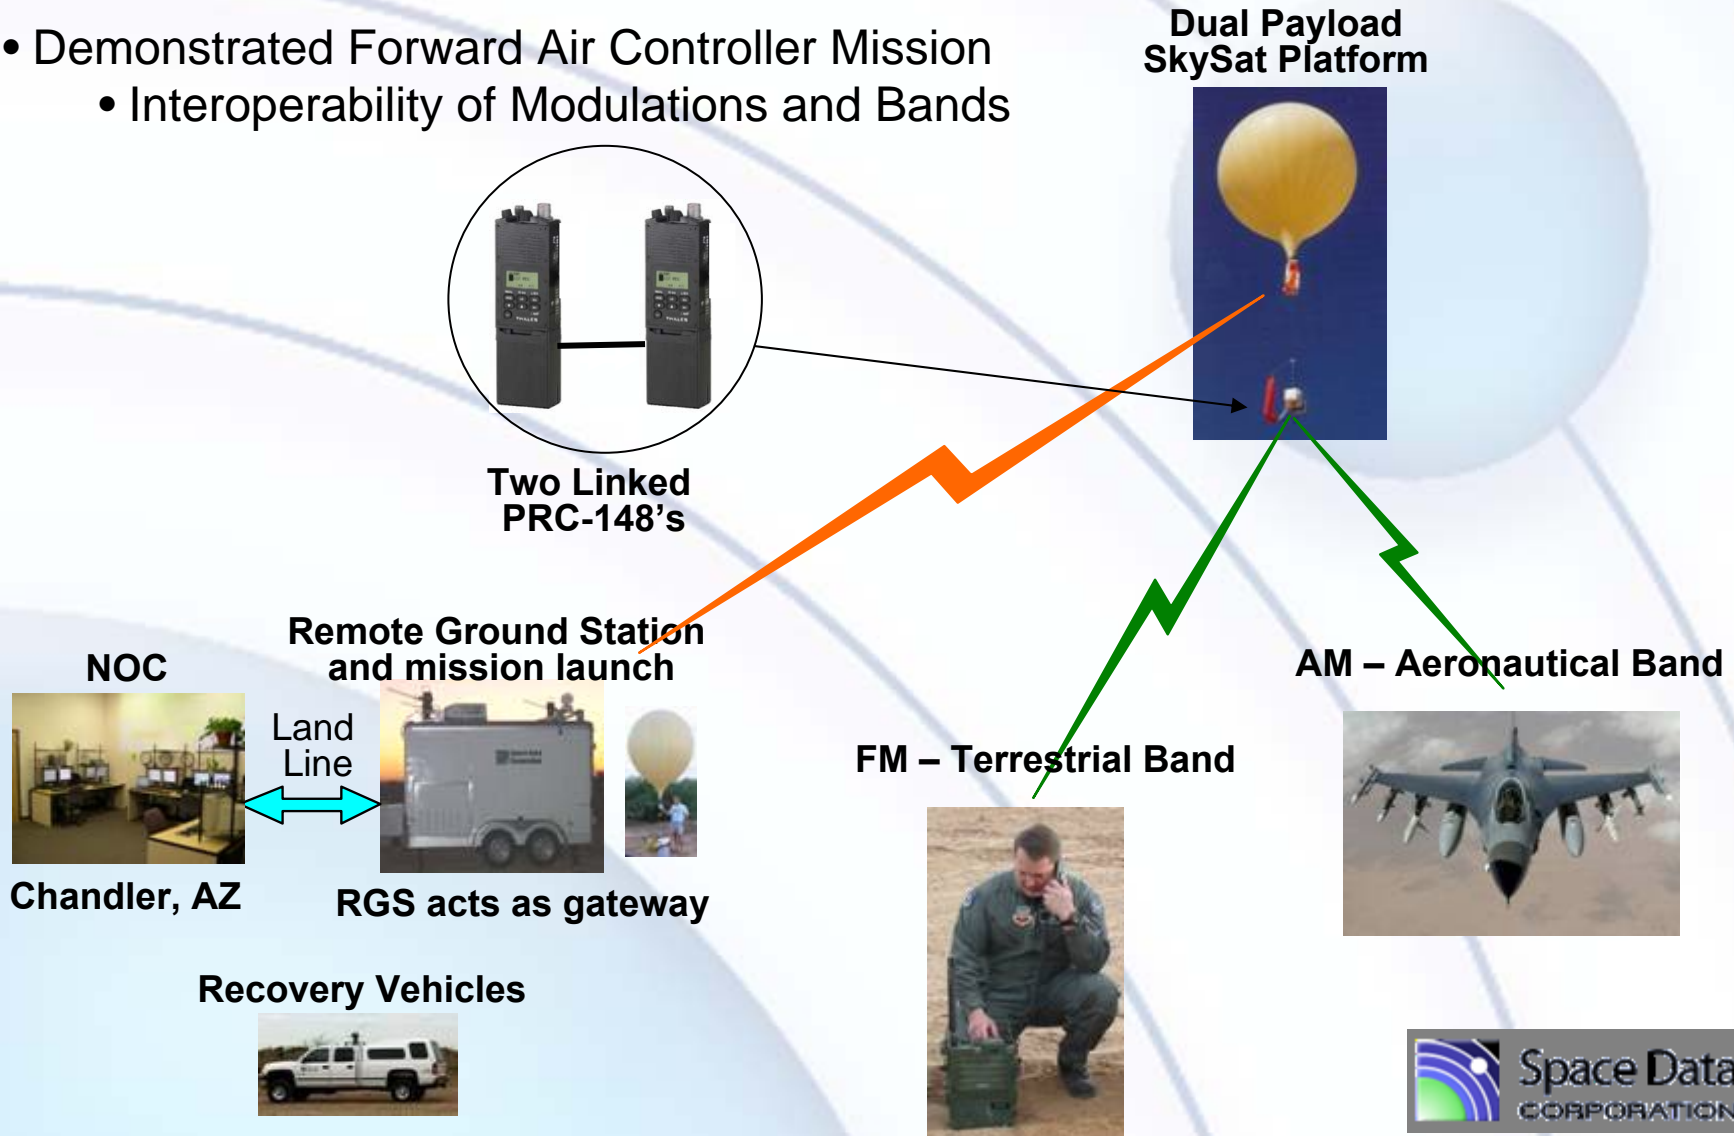 • Demonstrated Forward Air Controller Mission
• Interoperability of Modulations and Bands
Dual Payload
SkySat Platform
Two Linked
PRC-148's
Remote Ground Station
and mission launch
NOC
Land
Line
Chandler, AZ
RGS acts as gateway
Recovery Vehicles
FM – Terrestrial Band
AM – Aeronautical Band
Space Data
CORPORATION